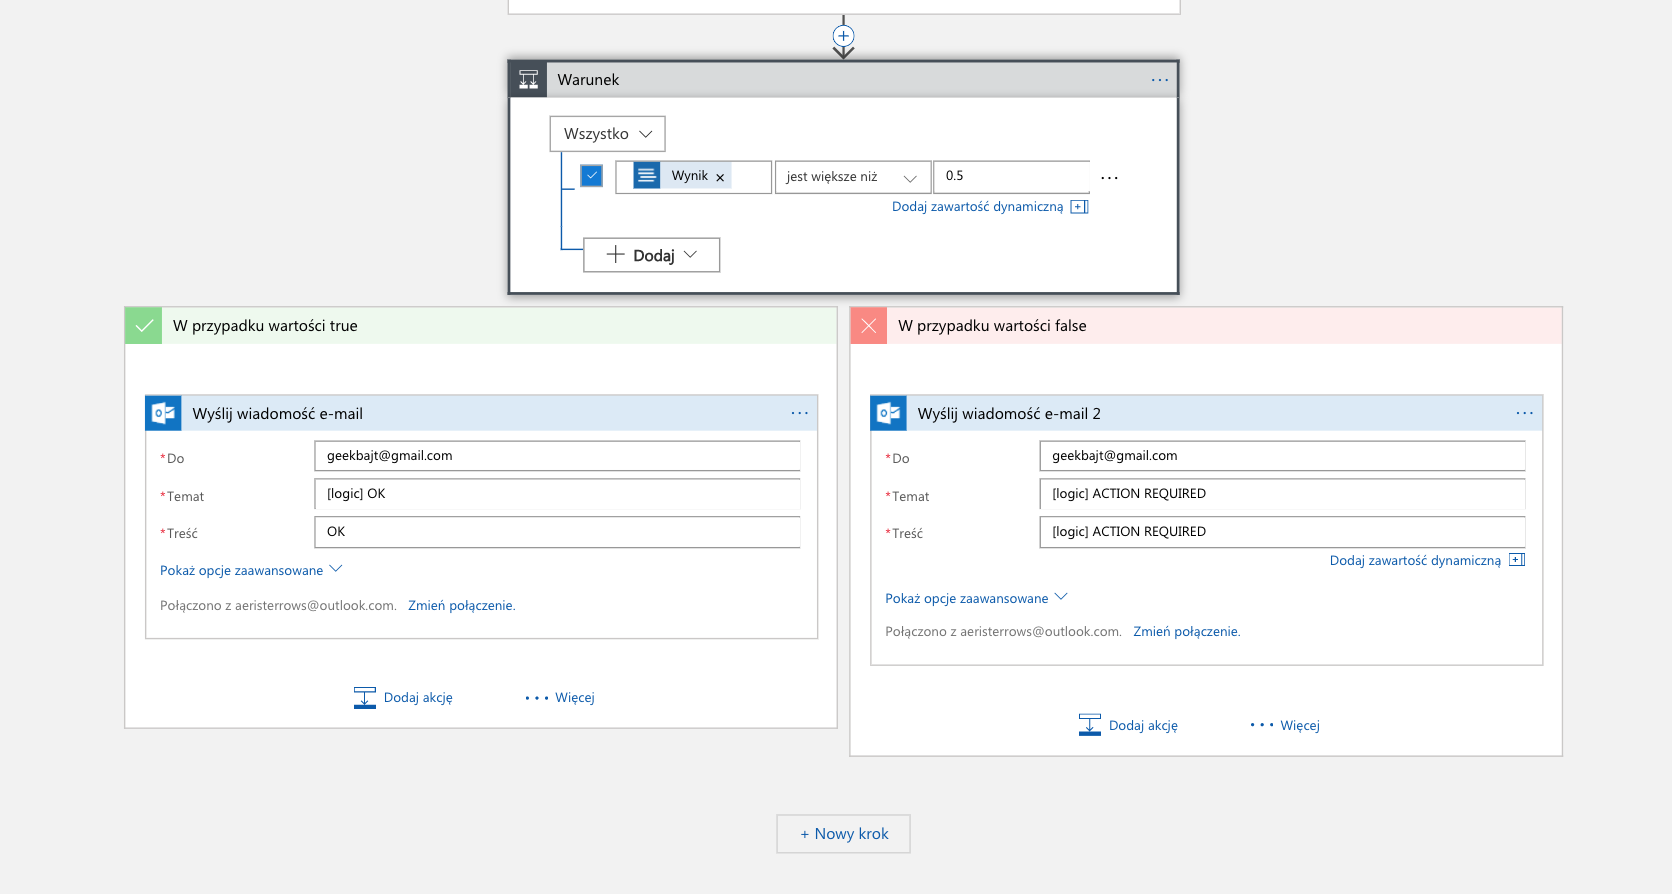 Warunek
Wszystko
Wynik × jest większe niż 0.5
Dodaj zawartość dynamiczną
Dodaj
W przypadku wartości true
Wyślij wiadomość e-mail
*Do geekbajt@gmail.com
*Temat [logic] OK
*Treść OK
Pokaż opcje zaawansowane
Połączono z aeristerrows@outlook.com. Zmień połączenie.
Dodaj akcję
Więcej
W przypadku wartości false
Wyślij wiadomość e-mail 2
*Do geekbajt@gmail.com
*Temat [logic] ACTION REQUIRED
*Treść [logic] ACTION REQUIRED
Dodaj zawartość dynamiczną
Pokaż opcje zaawansowane
Połączono z aeristerrows@outlook.com. Zmień połączenie.
Dodaj akcję
Więcej
+ Nowy krok